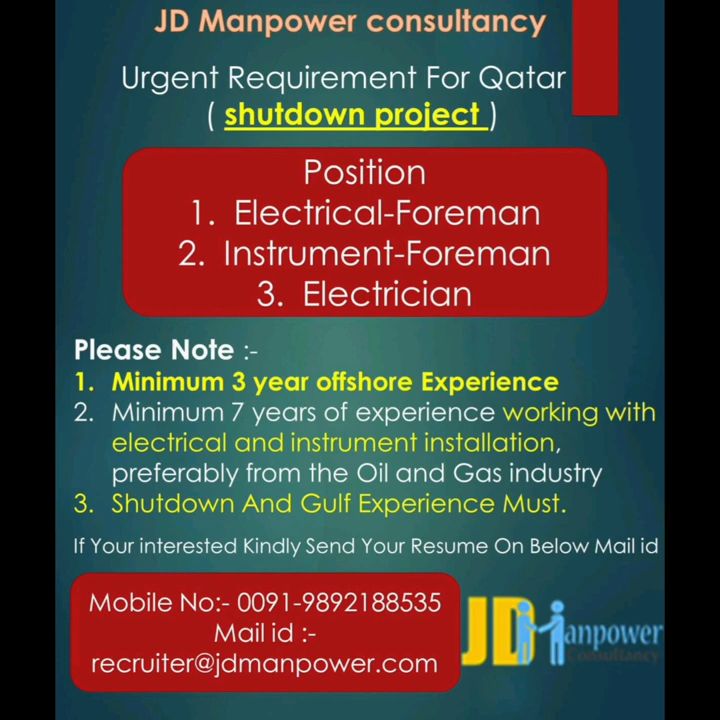 JD Manpower consultancy
Urgent Requirement For Qatar
( shutdown project )
Position
1. Electrical-Foreman
2. Instrument-Foreman
3. Electrician
Please Note :-
1. Minimum 3 year offshore Experience
2. Minimum 7 years of experience working with
electrical and instrument installation,
preferably from the Oil and Gas industry
3. Shutdown And Gulf Experience Must.
If Your interested Kindly Send Your Resume On Below Mail id
Mobile No:- 0091-9892188535
Mail id :-
recruiter@jdmanpower.com
JD Manpower
Consultancy